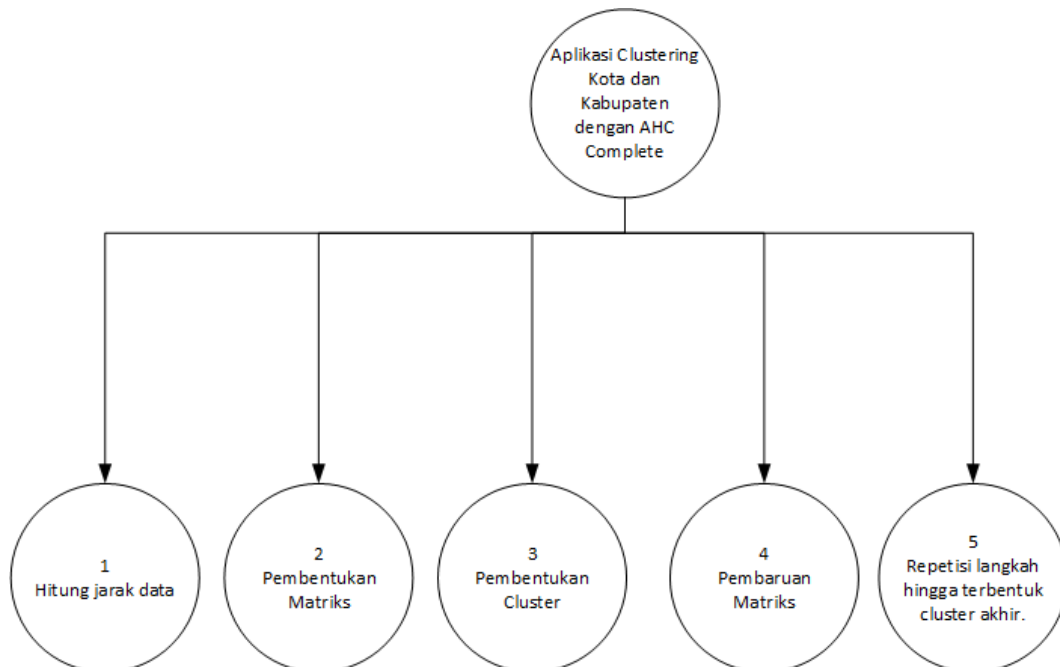 Aplikasi Clustering
Kota dan
Kabupaten
dengan AHC
Complete
1
Hitung jarak data
2
Pembentukan
Matriks
3
Pembentukan
Cluster
4
Pembaruan
Matriks
5
Repetisi langkah
hingga terbentuk
cluster akhir.